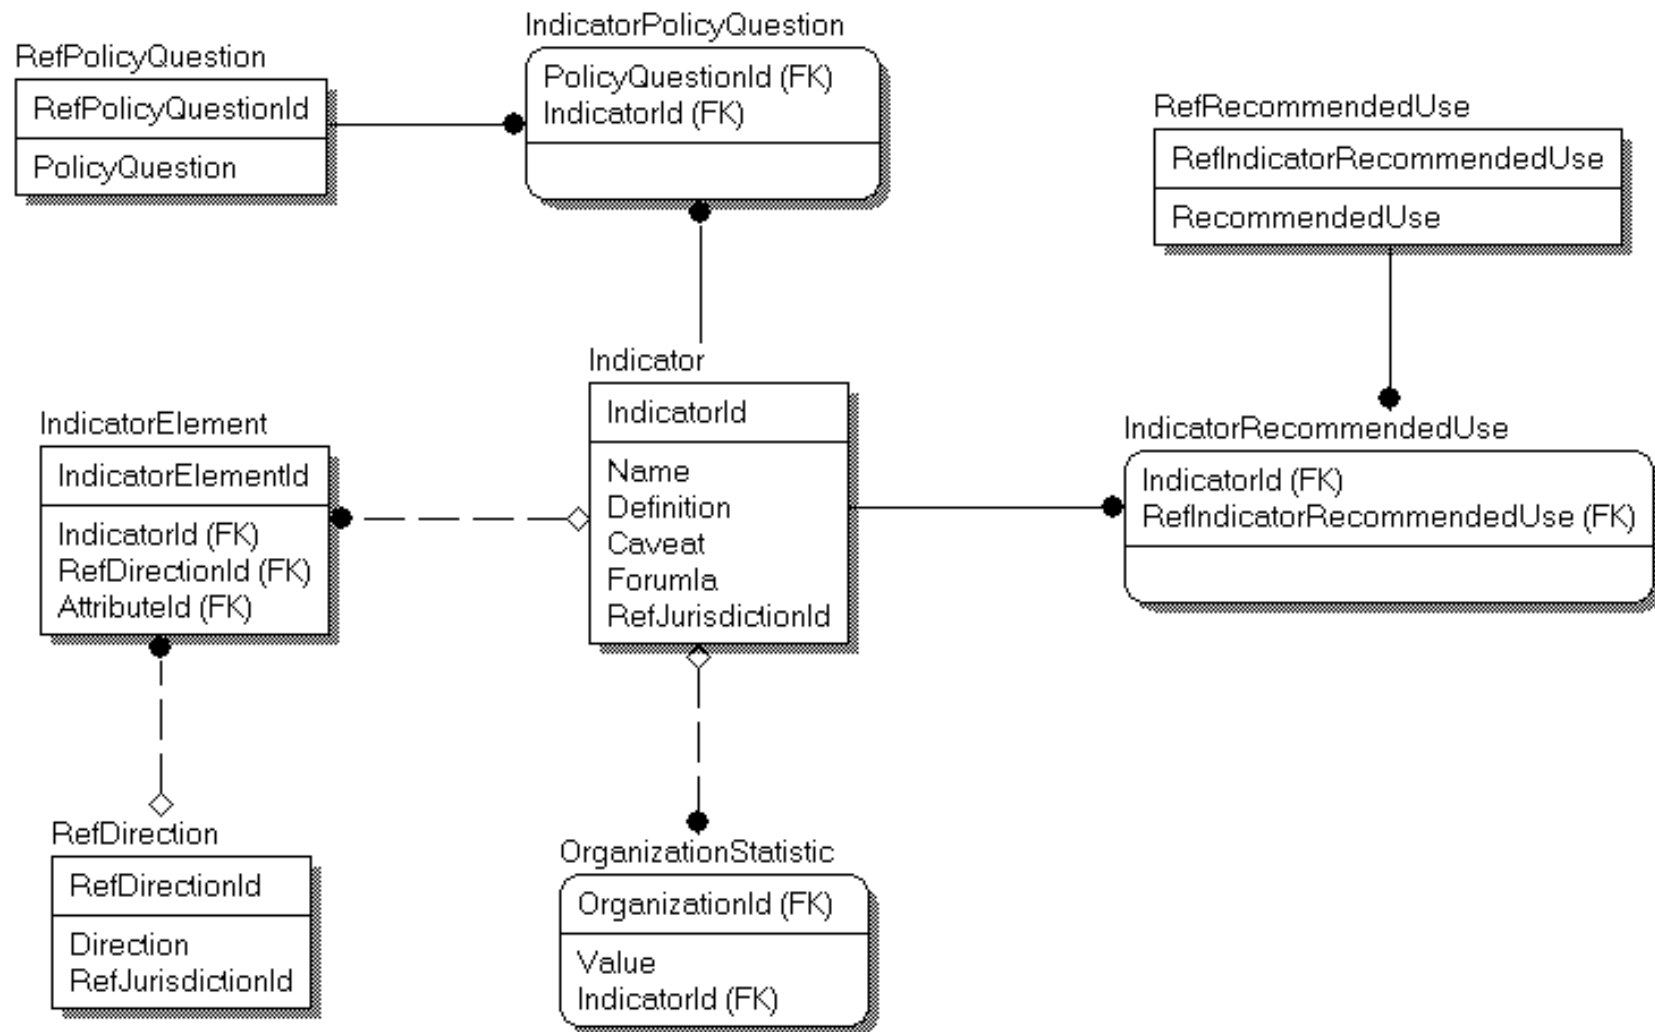 IndicatorPolicyQuestion
PolicyQuestionId (FK)
IndicatorId (FK)
RefPolicyQuestion
RefPolicyQuestionId
PolicyQuestion
RefRecommendedUse
RefIndicatorRecommendedUse
RecommendedUse
Indicator
IndicatorId
Name
Definition
Caveat
Forumla
RefJurisdictionId
IndicatorElement
IndicatorElementId
IndicatorId (FK)
RefDirectionId (FK)
AttributeId (FK)
IndicatorRecommendedUse
IndicatorId (FK)
RefIndicatorRecommendedUse (FK)
RefDirection
RefDirectionId
Direction
RefJurisdictionId
OrganizationStatistic
OrganizationId (FK)
Value
IndicatorId (FK)